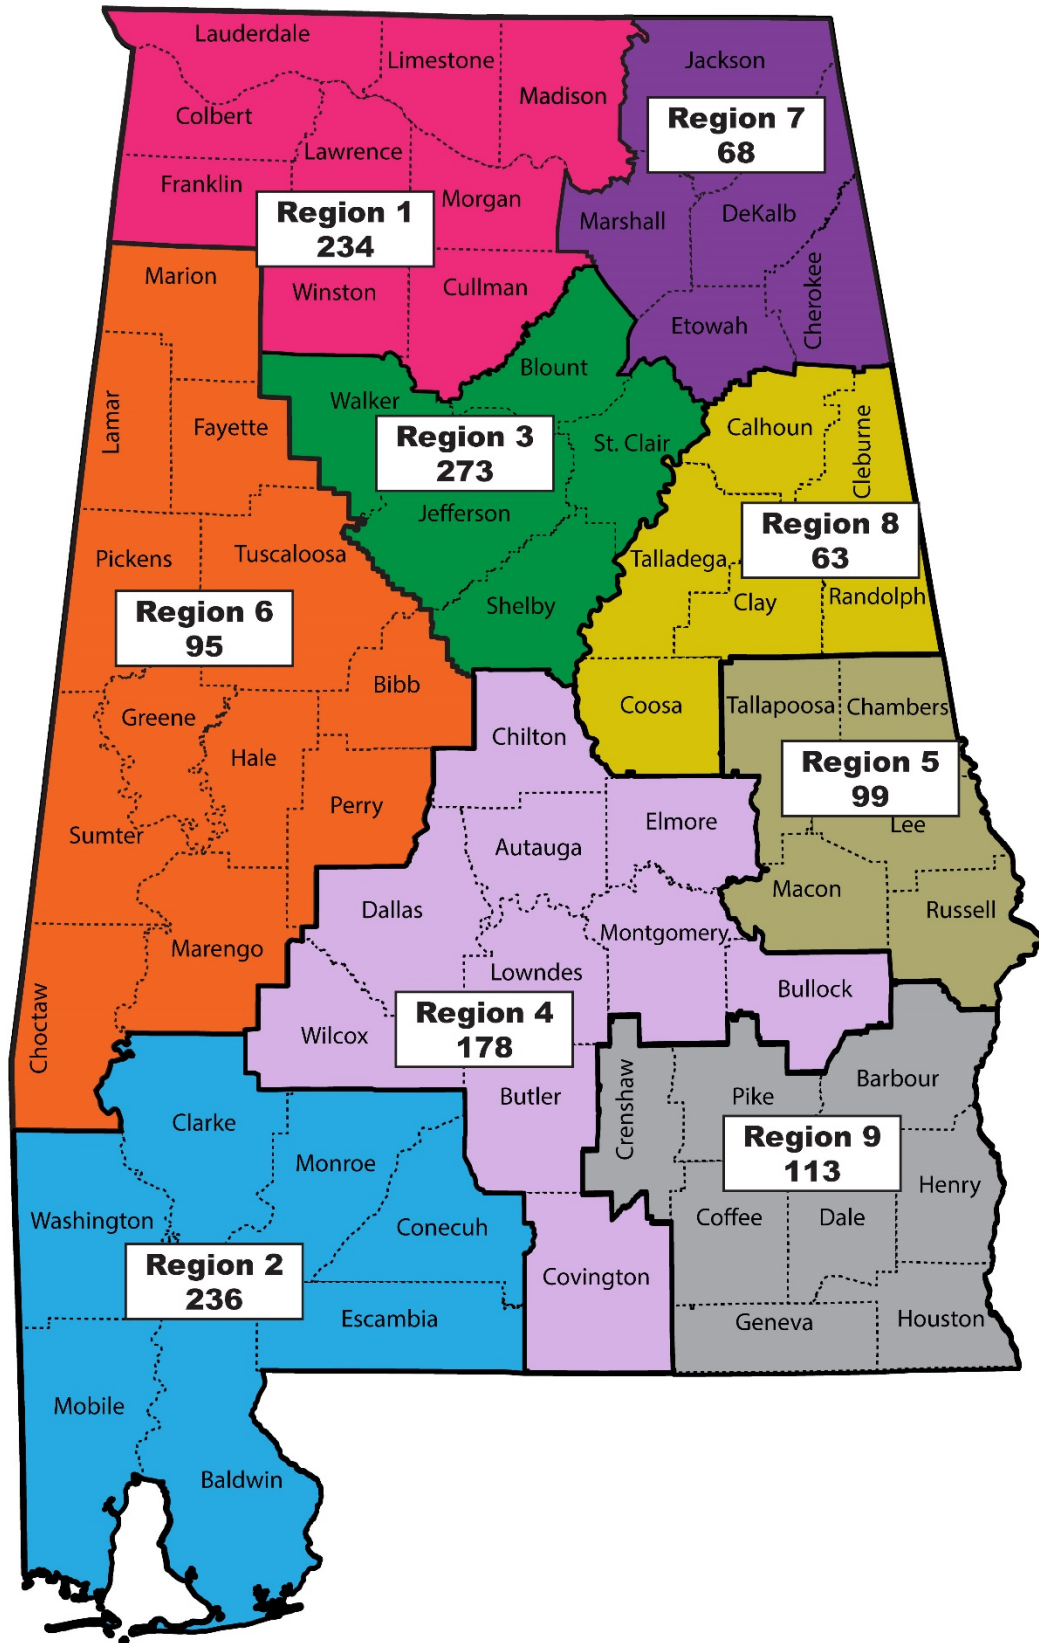 Lauderdale
Limestone
Madison
Jackson
Colbert
Lawrence
Franklin
Morgan
Region 7
68
Region 1
234
Marshall
DeKalb
Cherokee
Marion
Winston
Cullman
Etowah
Lamar
Fayette
Walker
Blount
St. Clair
Region 3
273
Jefferson
Shelby
Calhoun
Cleburne
Region 8
63
Talladega
Clay
Randolph
Coosa
Pickens
Tuscaloosa
Region 6
95
Bibb
Greene
Hale
Perry
Sumter
Marengo
Choctaw
Tallapoosa
Chambers
Region 5
99
Lee
Macon
Russell
Chilton
Elmore
Autauga
Dallas
Montgomery
Lowndes
Bullock
Wilcox
Region 4
178
Butler
Covington
Crenshaw
Pike
Barbour
Region 9
113
Henry
Coffee
Dale
Geneva
Houston
Clarke
Monroe
Washington
Conecuh
Region 2
236
Escambia
Mobile
Baldwin